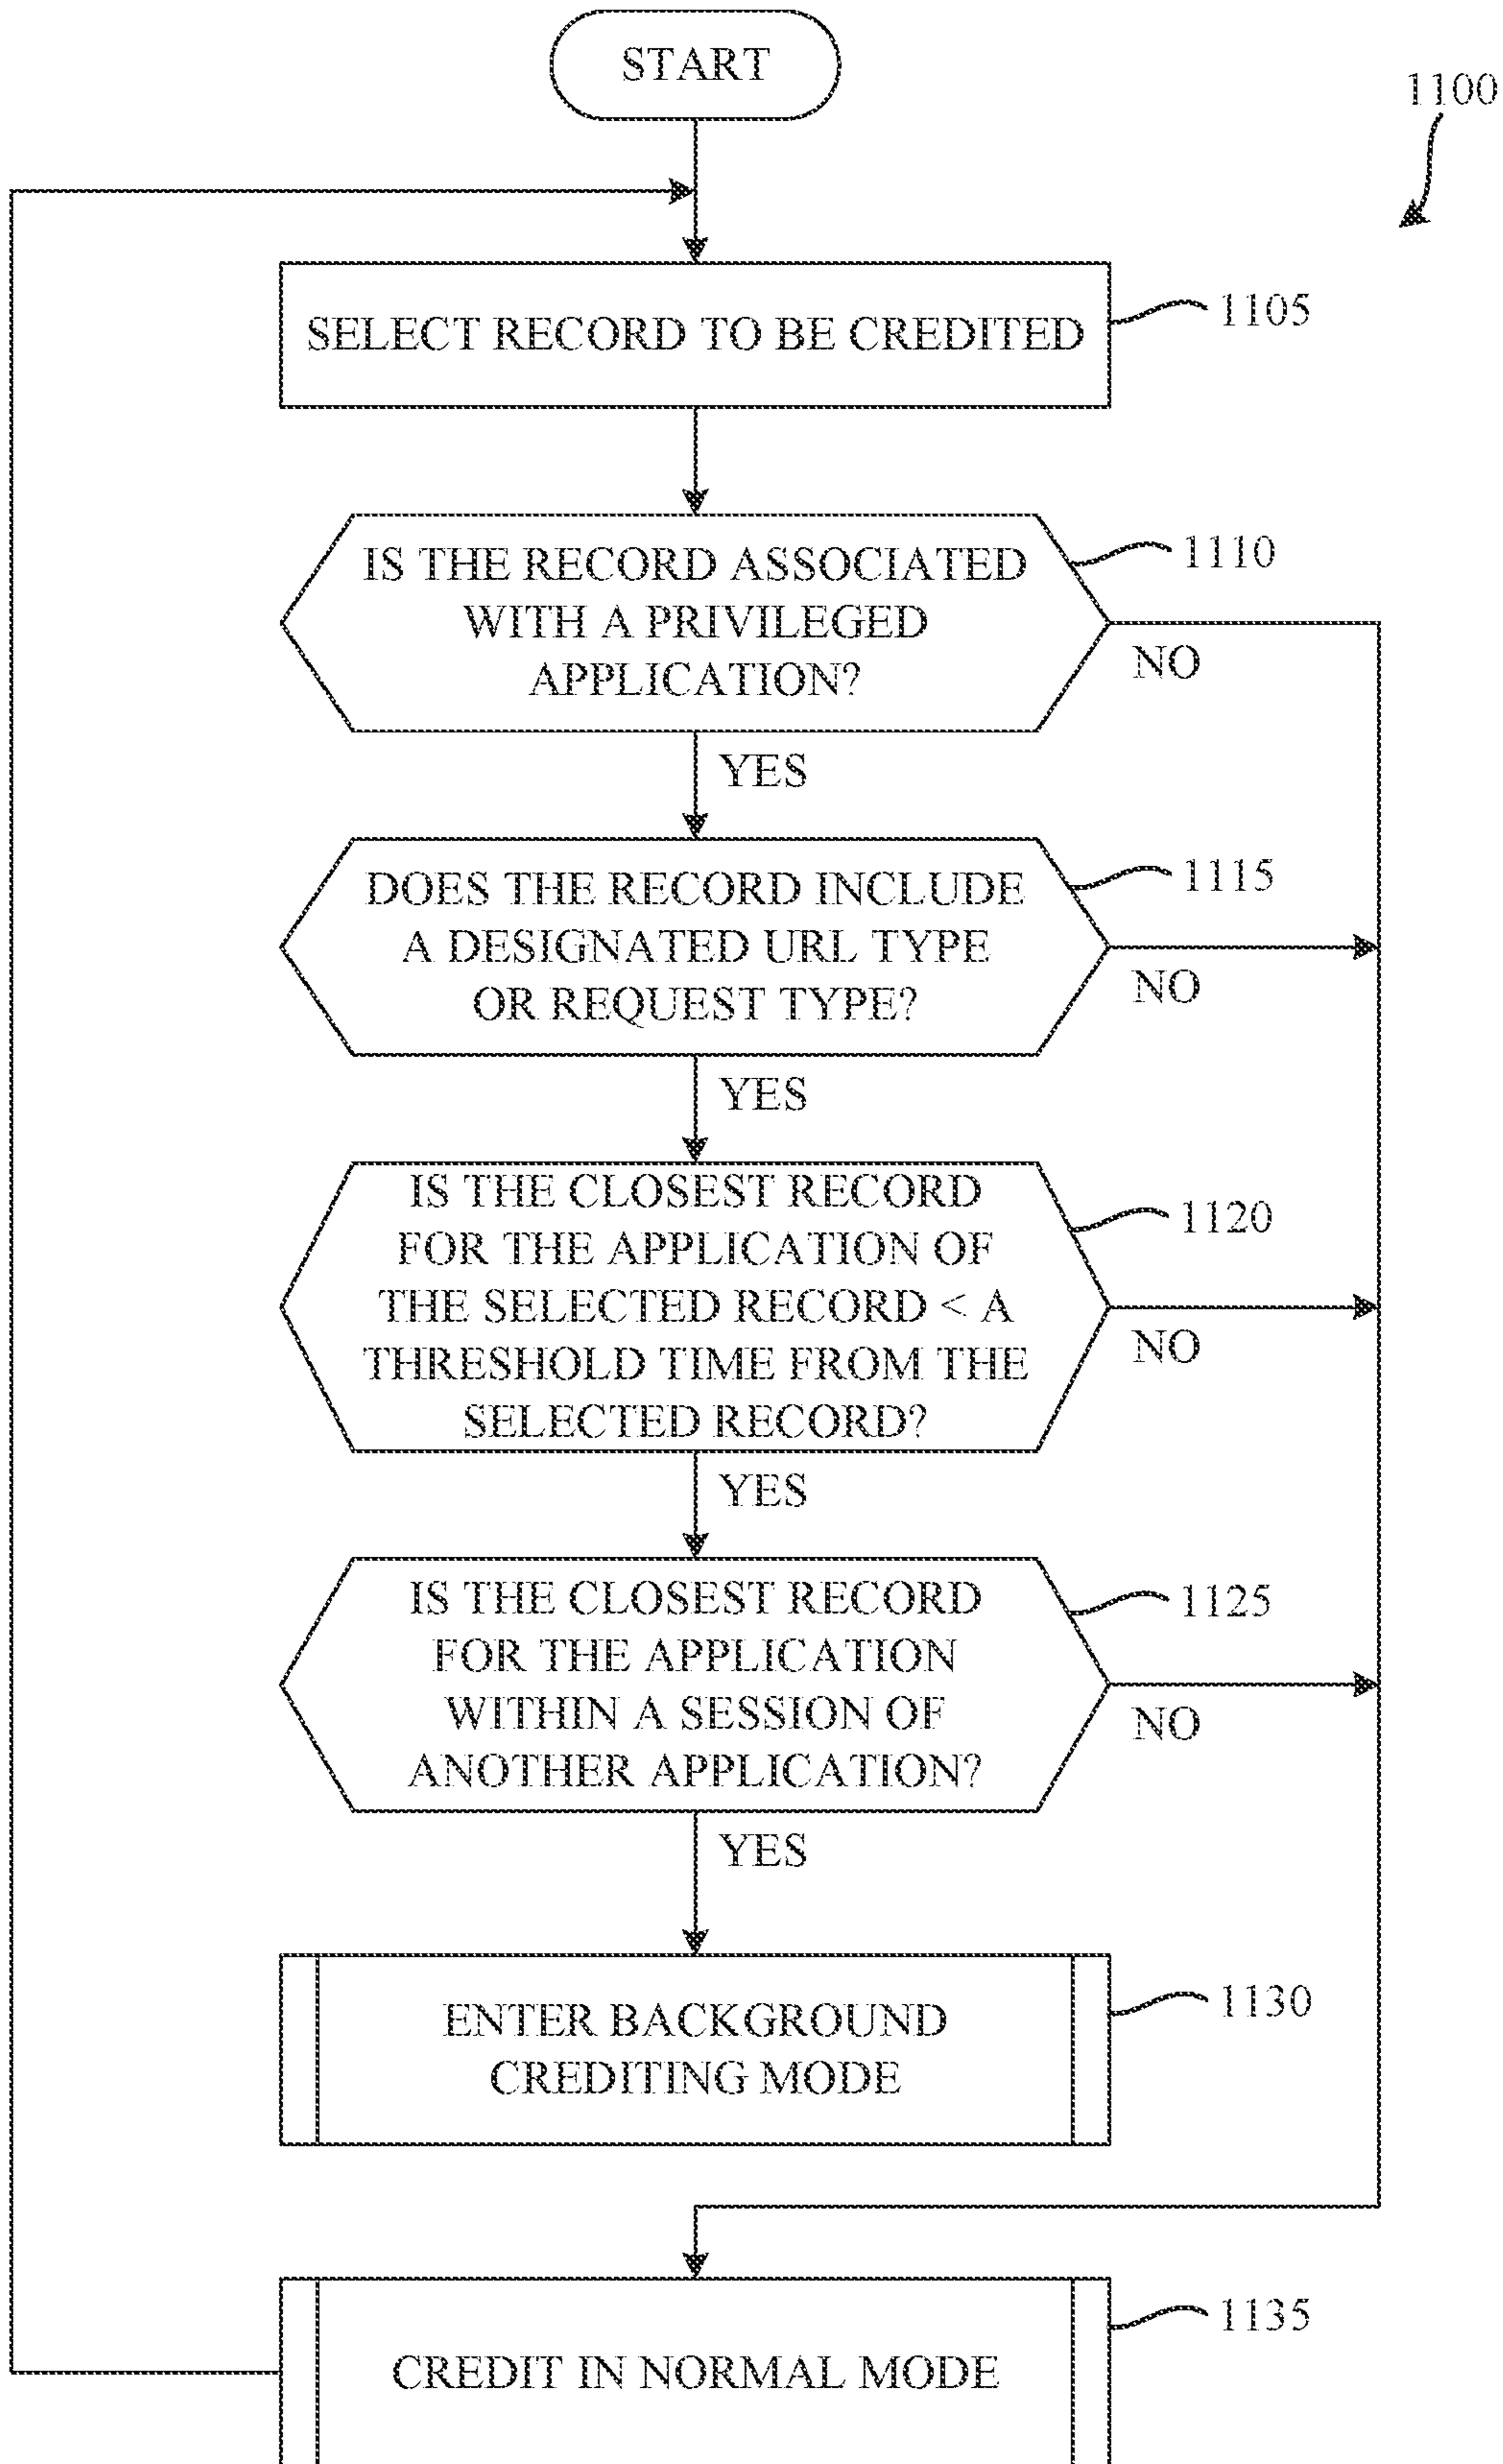 START
1100
SELECT RECORD TO BE CREDITED
1105
IS THE RECORD ASSOCIATED
WITH A PRIVILEGED
APPLICATION?
1110
NO
YES
DOES THE RECORD INCLUDE
A DESIGNATED URL TYPE
OR REQUEST TYPE?
1115
NO
YES
IS THE CLOSEST RECORD
FOR THE APPLICATION OF
THE SELECTED RECORD < A
THRESHOLD TIME FROM THE
SELECTED RECORD?
1120
NO
YES
IS THE CLOSEST RECORD
FOR THE APPLICATION
WITHIN A SESSION OF
ANOTHER APPLICATION?
1125
NO
YES
ENTER BACKGROUND
CREDITING MODE
1130
CREDIT IN NORMAL MODE
1135